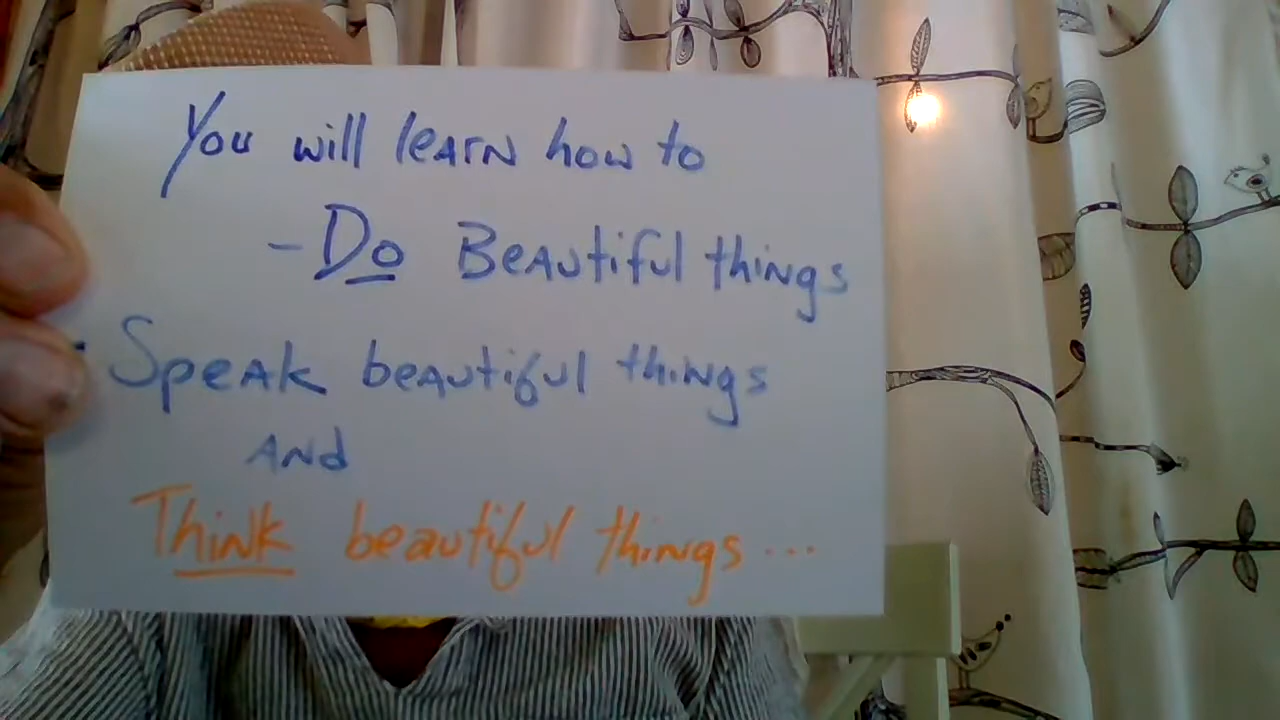 You will learn how to
- Do Beautiful things
- Speak beautiful things
And
Think beautiful things...